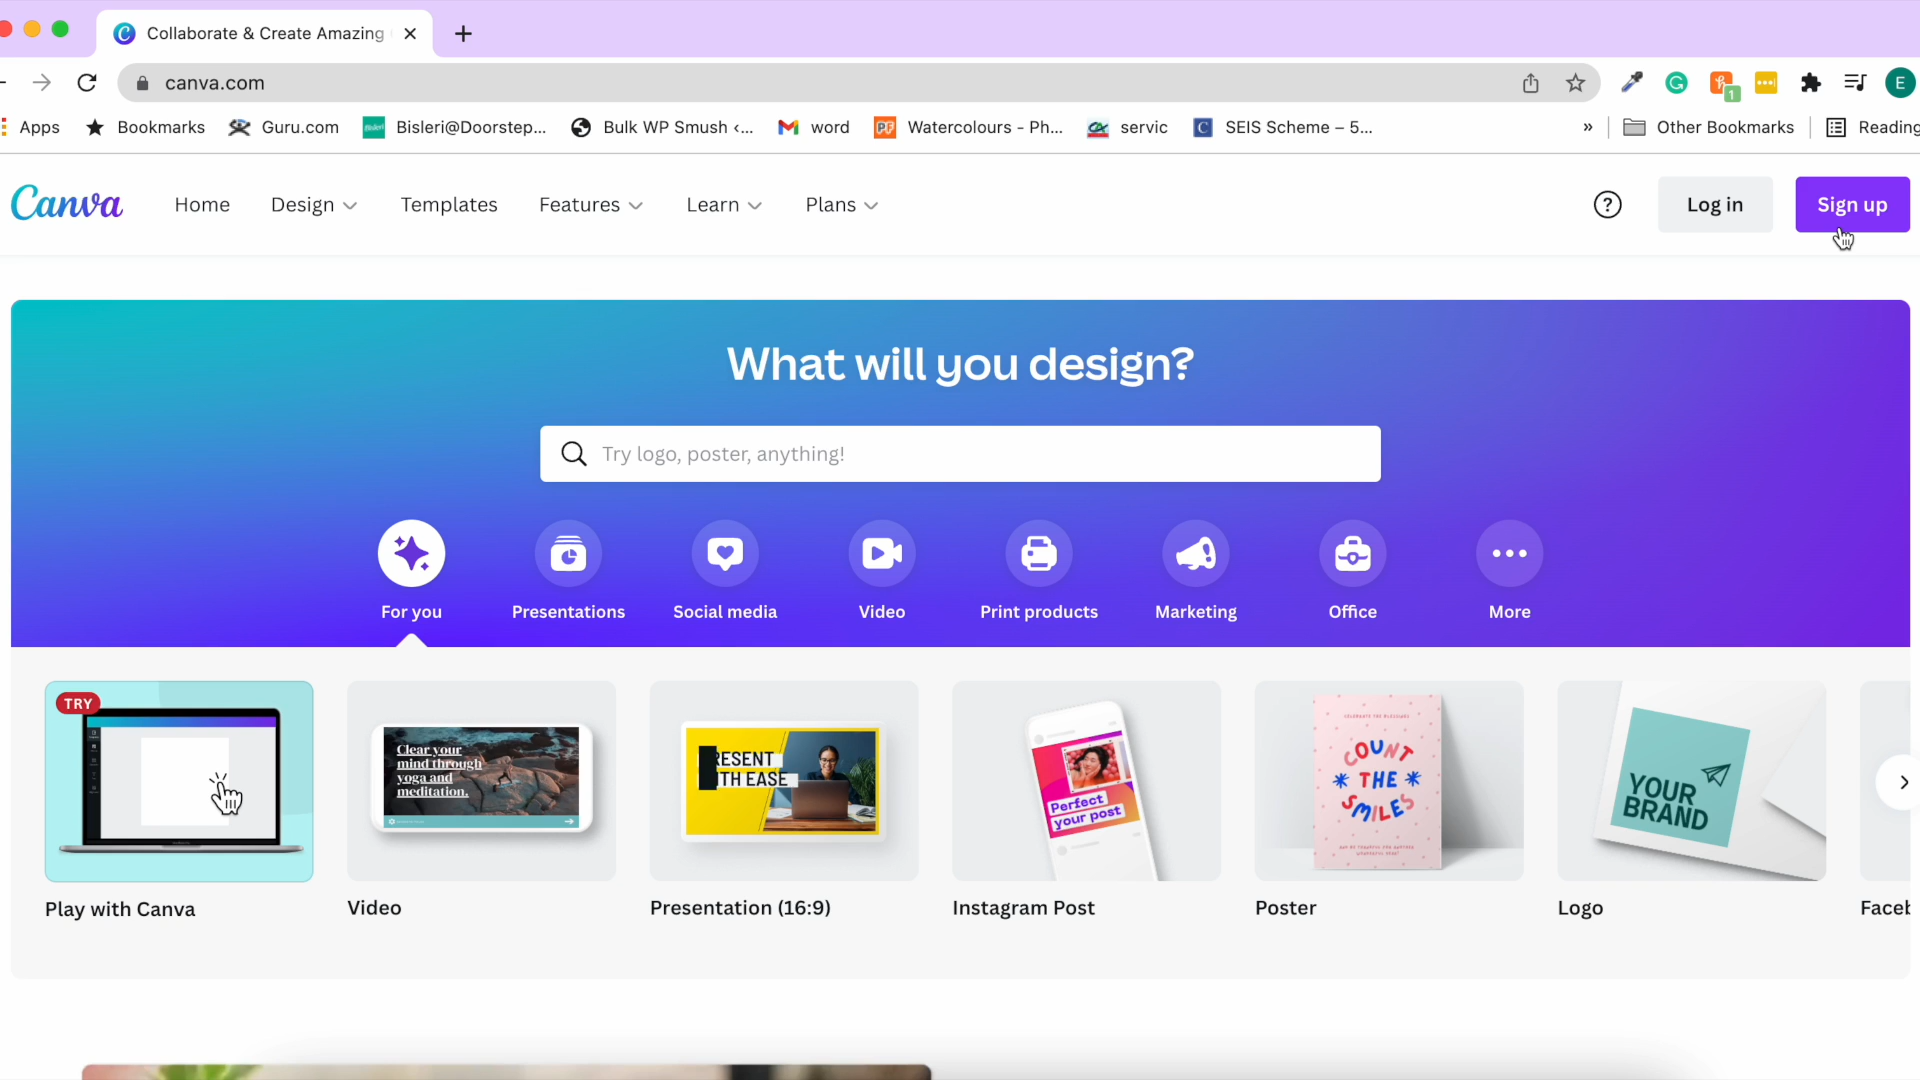 Collaborate & Create Amazing
canva.com
1
E
Apps
Bookmarks
Guru.com
Bisleri@Doorstep...
Bulk WP Smush ‹...
word
Watercolours - Ph...
servic
SEIS Scheme – 5...
»
Other Bookmarks
Reading
Canva
Home
Design
Templates
Features
Learn
Plans
?
Log in
Sign up
What will you design?
Try logo, poster, anything!
For you
Presentations
Social media
Video
Print products
Marketing
Office
More
TRY
Clear your
mind through
yoga and
meditation.
RESENT
TH EASE
Perfect
your post
COUNT
THE
SMILES
YOUR
BRAND
Play with Canva
Video
Presentation (16:9)
Instagram Post
Poster
Logo
Faceb